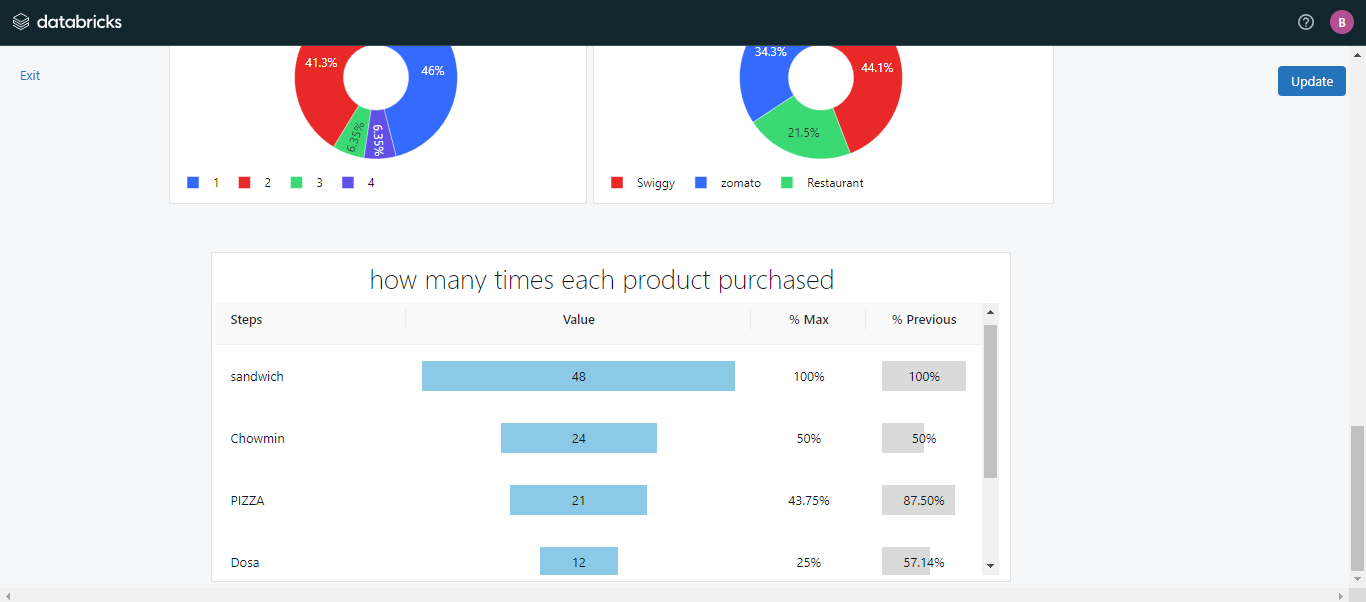 databricks
B
Exit
Update
41.3%
46%
6.35%
6.35%
1 2 3 4
34.3%
44.1%
21.5%
Swiggy zomato Restaurant
how many times each product purchased
Steps Value % Max % Previous
sandwich 48 100% 100%
Chowmin 24 50% 50%
PIZZA 21 43.75% 87.50%
Dosa 12 25% 57.14%